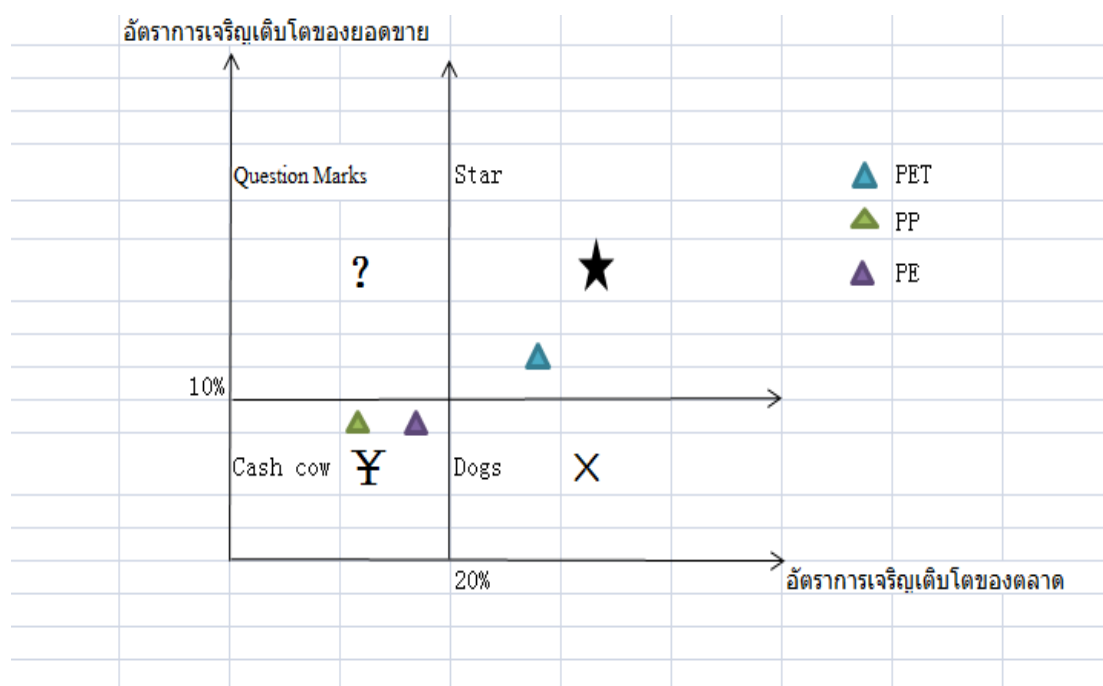 อัตราการเจริญเติบโตของยอดขาย
Question Marks
Star
PET
PP
PE
?
10%
Cash cow ¥
Dogs X
20%
อัตราการเจริญเติบโตของตลาด